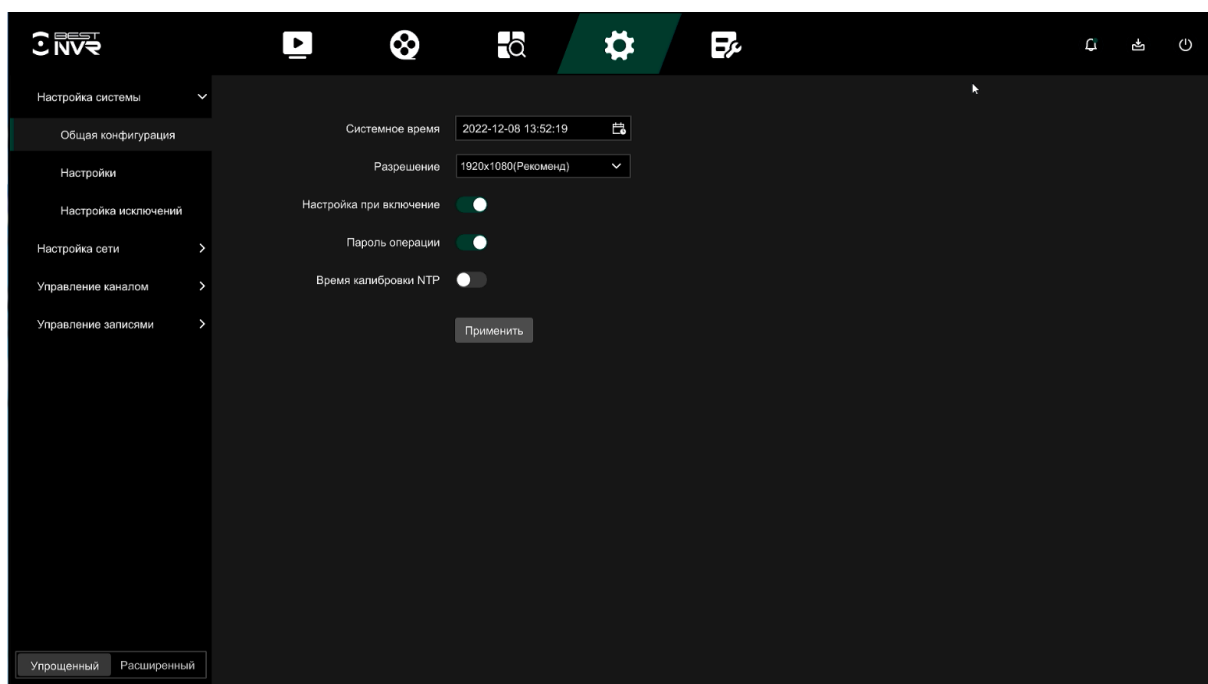 BEST
NVR
Настройка системы
Общая конфигурация
Настройки
Настройка исключений
Настройка сети
Управление каналом
Управление записями
Системное время 2022-12-08 13:52:19
Разрешение 1920x1080(Рекоменд)
Настройка при включение
Пароль операции
Время калибровки NTP
Применить
Упрощенный Расширенный